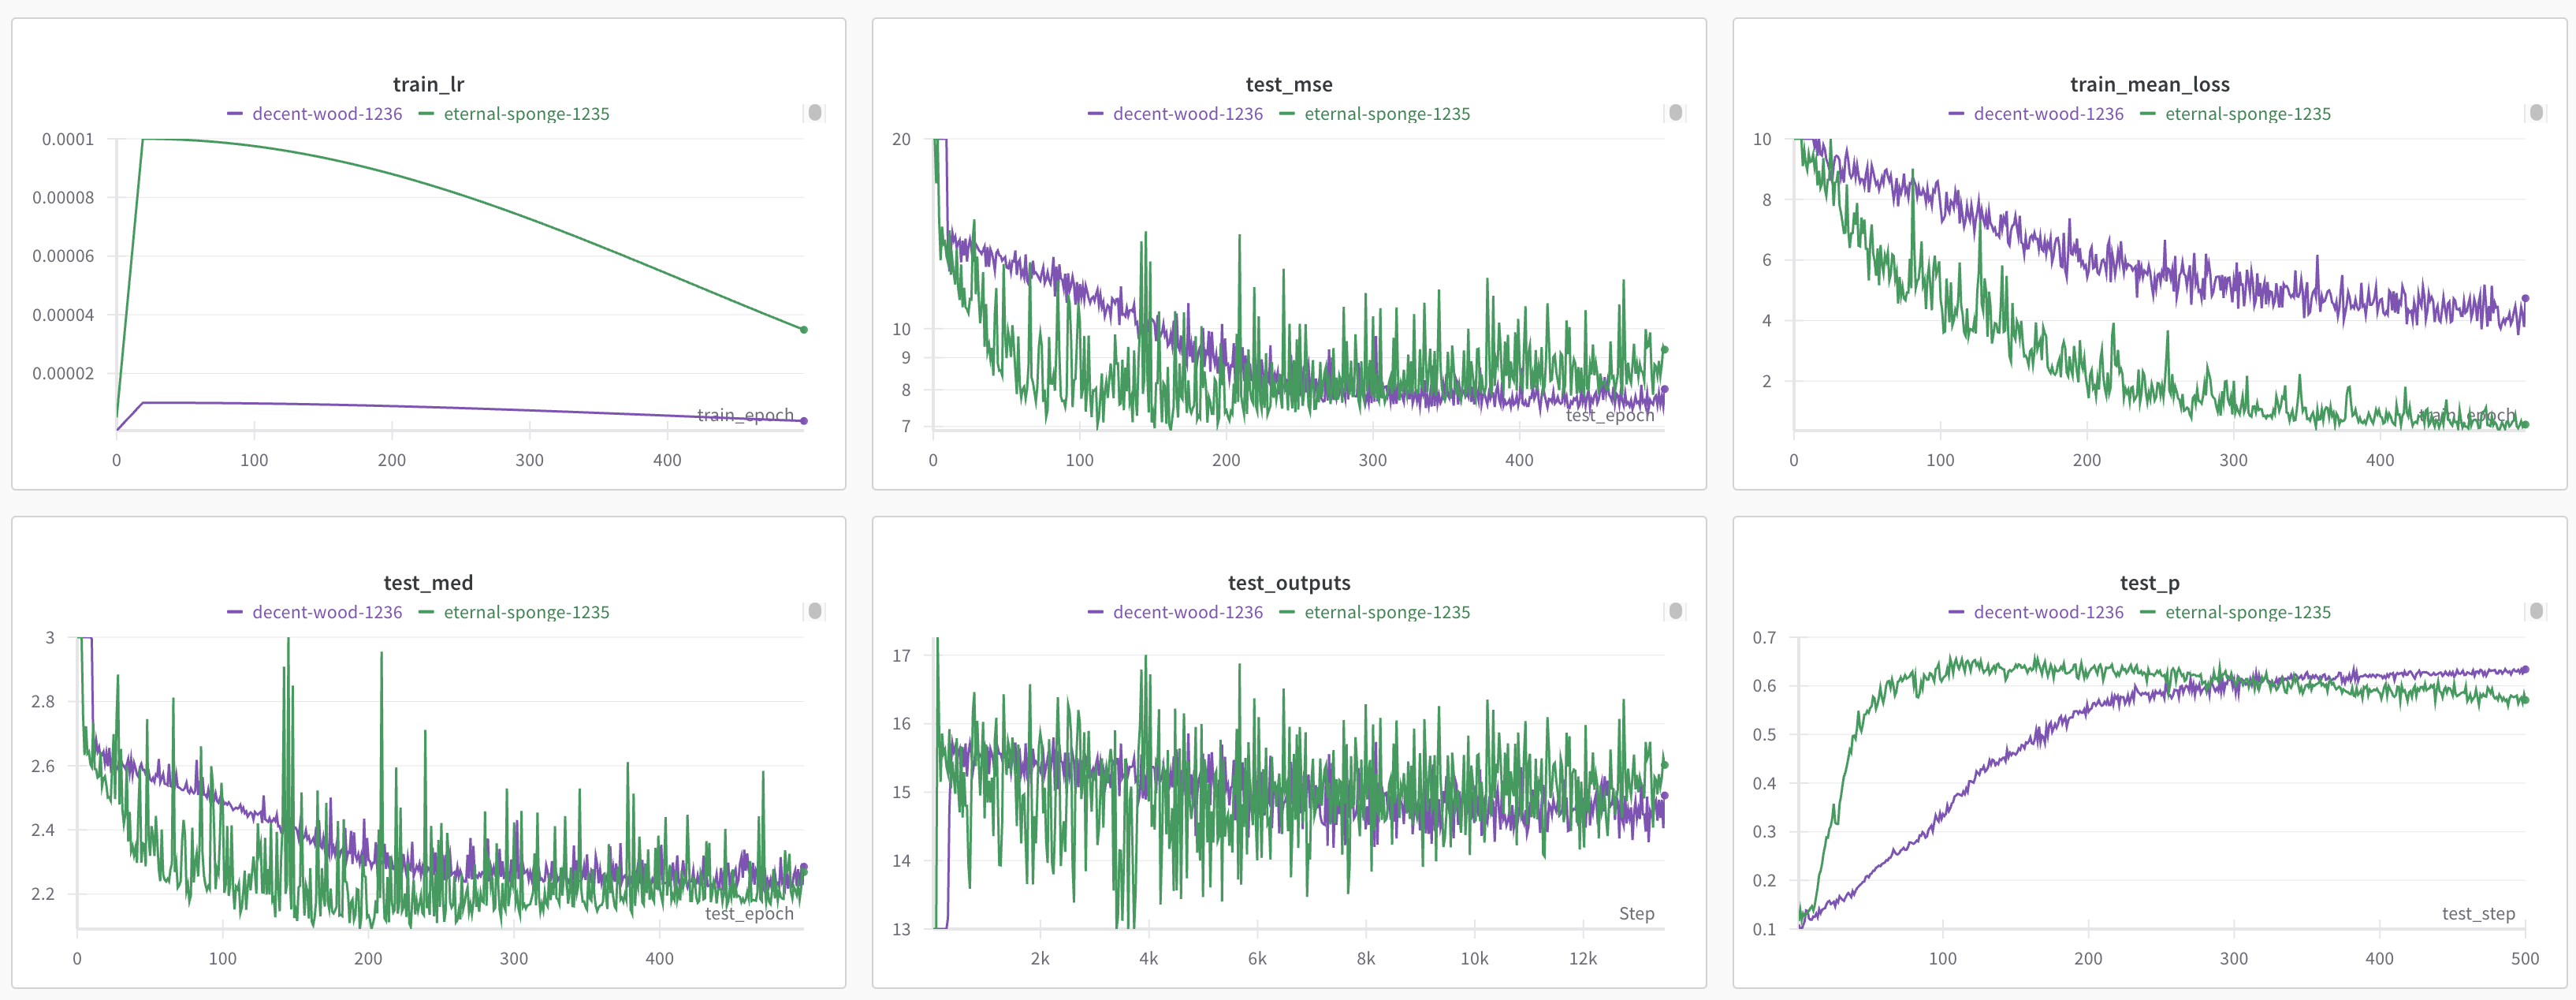 train_lr
decent-wood-1236 eternal-sponge-1235
0.0001
0.00008
0.00006
0.00004
0.00002
train_epoch
0 100 200 300 400
test_mse
decent-wood-1236 eternal-sponge-1235
20
10
9
8
7
test_epoch
0 100 200 300 400
train_mean_loss
decent-wood-1236 eternal-sponge-1235
10
8
6
4
2
train_epoch
0 100 200 300 400
test_med
decent-wood-1236 eternal-sponge-1235
3
2.8
2.6
2.4
2.2
test_epoch
0 100 200 300 400
test_outputs
decent-wood-1236 eternal-sponge-1235
17
16
15
14
13
Step
2k 4k 6k 8k 10k 12k
test_p
decent-wood-1236 eternal-sponge-1235
0.7
0.6
0.5
0.4
0.3
0.2
0.1
test_step
100 200 300 400 500